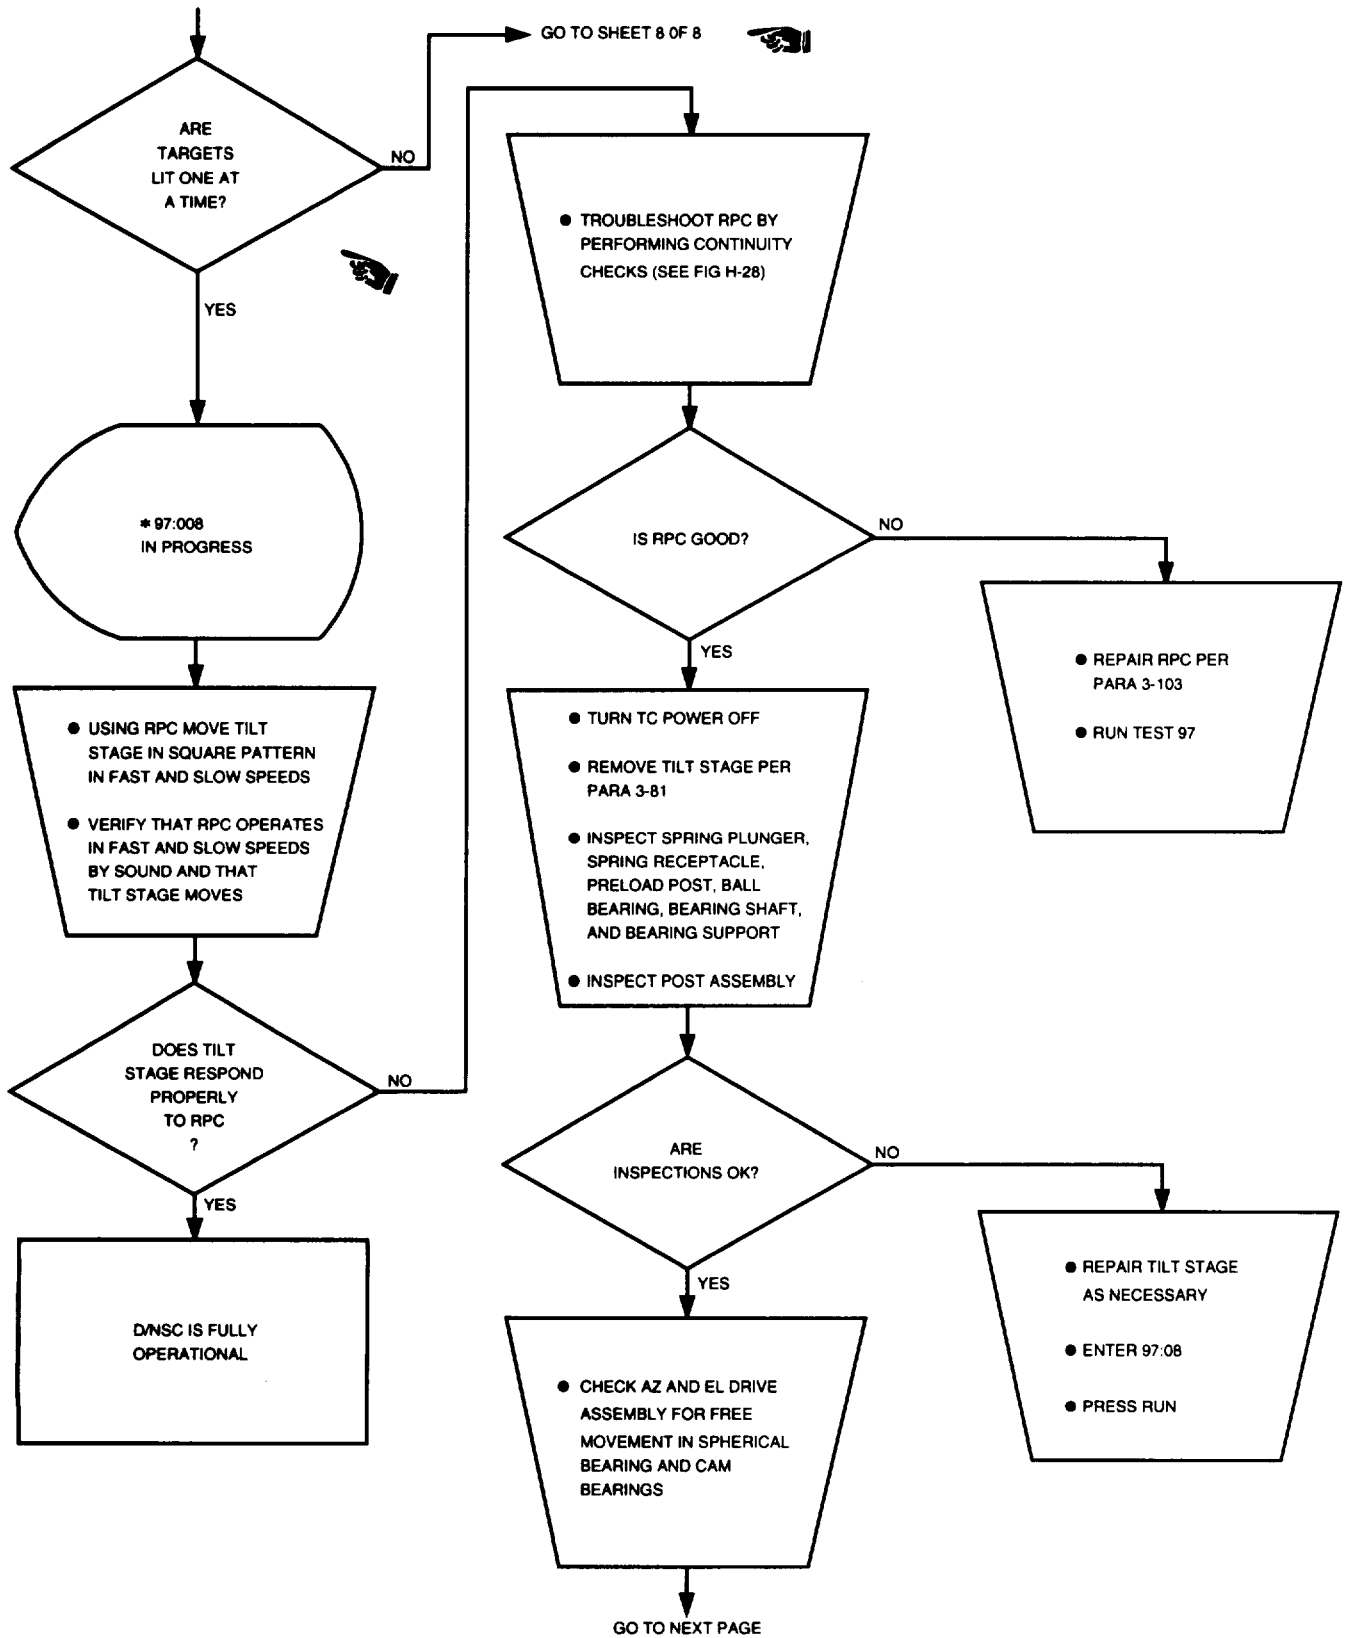 GO TO SHEET 8 OF 8
ARE
TARGETS
LIT ONE AT
A TIME?
NO
YES
* 97:008
IN PROGRESS
● USING RPC MOVE TILT
STAGE IN SQUARE PATTERN
IN FAST AND SLOW SPEEDS
● VERIFY THAT RPC OPERATES
IN FAST AND SLOW SPEEDS
BY SOUND AND THAT
TILT STAGE MOVES
DOES TILT
STAGE RESPOND
PROPERLY
TO RPC
?
NO
YES
D/NSC IS FULLY
OPERATIONAL
● TROUBLESHOOT RPC BY
PERFORMING CONTINUITY
CHECKS (SEE FIG H-28)
IS RPC GOOD?
NO
YES
● REPAIR RPC PER
PARA 3-103
● RUN TEST 97
● TURN TC POWER OFF
● REMOVE TILT STAGE PER
PARA 3-81
● INSPECT SPRING PLUNGER,
SPRING RECEPTACLE,
PRELOAD POST, BALL
BEARING, BEARING SHAFT,
AND BEARING SUPPORT
● INSPECT POST ASSEMBLY
ARE
INSPECTIONS OK?
NO
YES
● REPAIR TILT STAGE
AS NECESSARY
● ENTER 97:08
● PRESS RUN
● CHECK AZ AND EL DRIVE
ASSEMBLY FOR FREE
MOVEMENT IN SPHERICAL
BEARING AND CAM
BEARINGS
GO TO NEXT PAGE